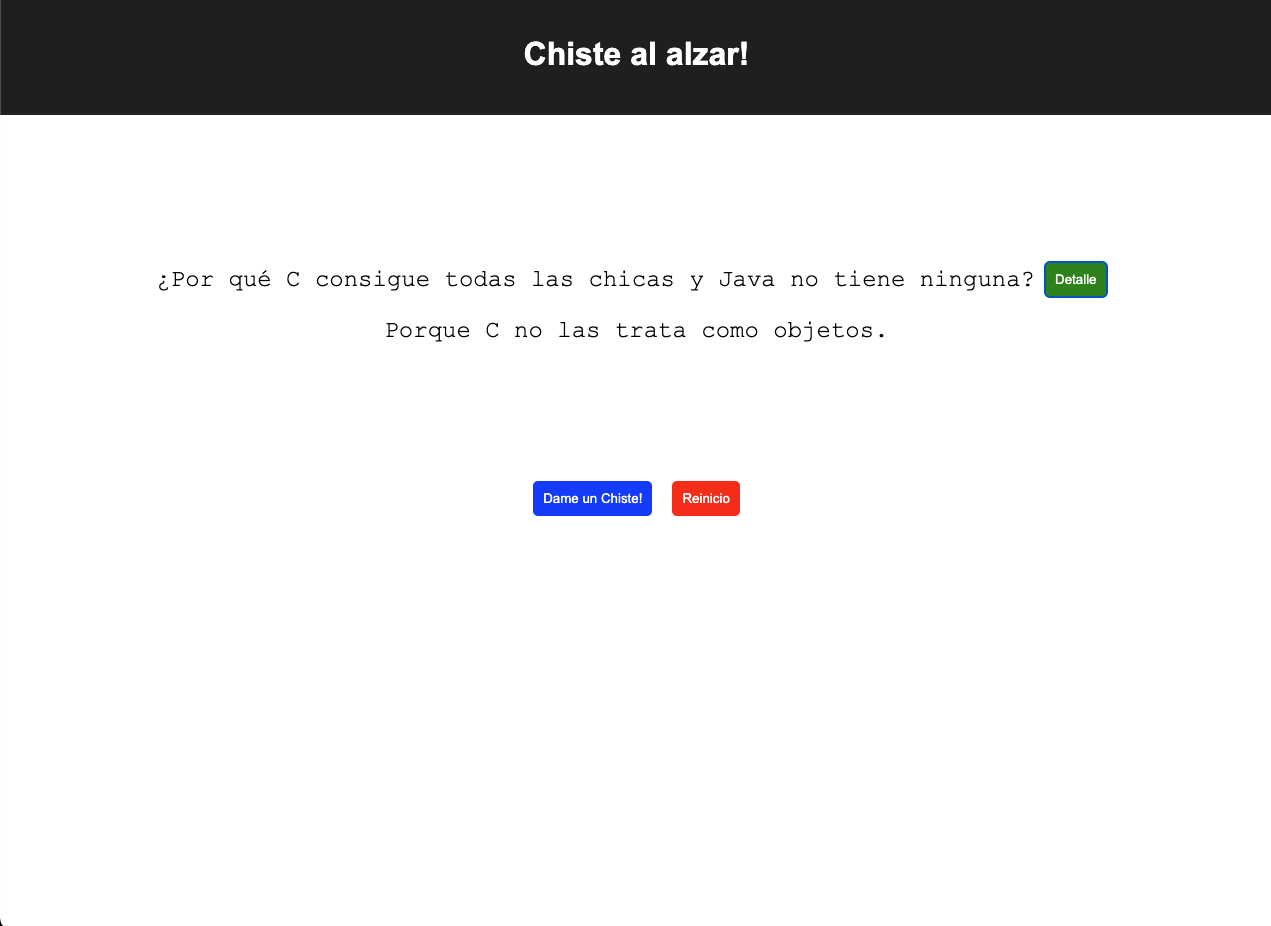 Chiste al alzar!
¿Por qué C consigue todas las chicas y Java no tiene ninguna? Detalle
Porque C no las trata como objetos.
Dame un Chiste! Reinicio